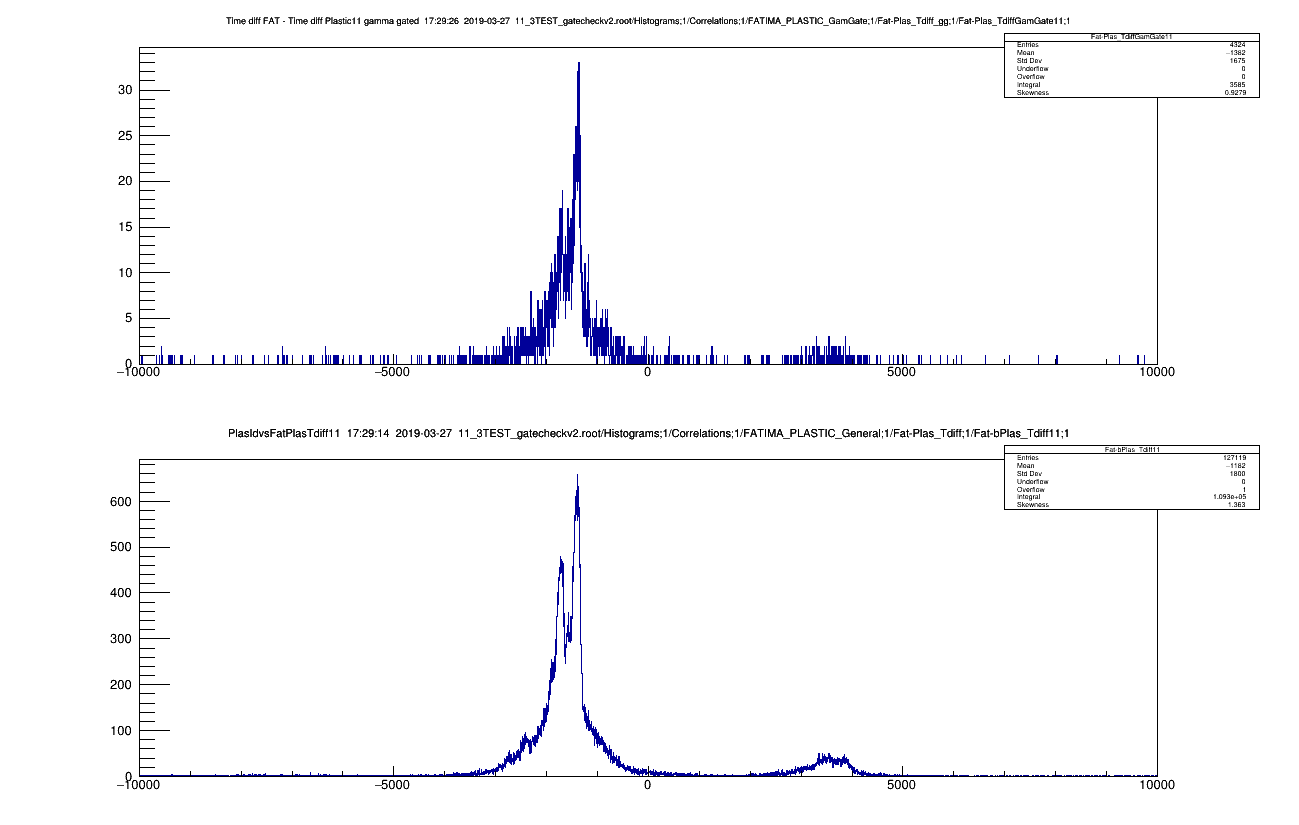 Time diff FAT - Time diff Plastic11 gamma gated 17:29:26 2019-03-27 11_3TEST_gatecheckv2.root/Histograms;1/Correlations;1/FATIMA_PLASTIC_GamGate;1/Fat-Plas_Tdiff_gg;1/Fat-Plas_TdiffGamGate11;1
Fat-Plas_TdiffGamGate11
Entries 4324
Mean −1382
Std Dev 1675
Underflow 0
Overflow 0
Integral 3585
Skewness 0.9279
30
25
20
15
10
5
0
−10000 −5000 0 5000 10000
PlasIdvsFatPlasTdiff11 17:29:14 2019-03-27 11_3TEST_gatecheckv2.root/Histograms;1/Correlations;1/FATIMA_PLASTIC_General;1/Fat-Plas_Tdiff;1/Fat-bPlas_Tdiff11;1
Fat-bPlas_Tdiff11
Entries 127119
Mean −1182
Std Dev 1800
Underflow 0
Overflow 1
Integral 1.093e+05
Skewness 1.363
600
500
400
300
200
100
0
−10000 −5000 0 5000 10000